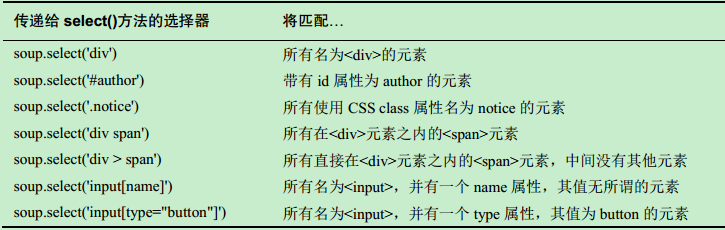 传递给 select()方法的选择器 将匹配…
soup.select('div') 所有名为<div>的元素
soup.select('#author') 带有 id 属性为 author 的元素
soup.select('.notice') 所有使用 CSS class 属性名为 notice 的元素
soup.select('div span') 所有在<div>元素之内的<span>元素
soup.select('div > span') 所有直接在<div>元素之内的<span>元素，中间没有其他元素
soup.select('input[name]') 所有名为<input>，并有一个 name 属性，其值无所谓的元素
soup.select('input[type="button"]') 所有名为<input>，并有一个 type 属性，其值为 button 的元素